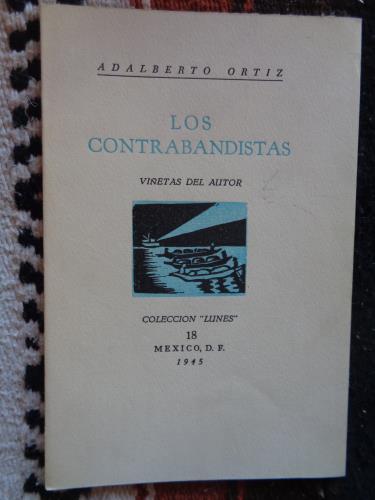 ADALBERTO ORTIZ
LOS
CONTRABANDISTAS
VIÑETAS DEL AUTOR
COLECCION "LUNES"
18
MEXICO, D. F.
1945